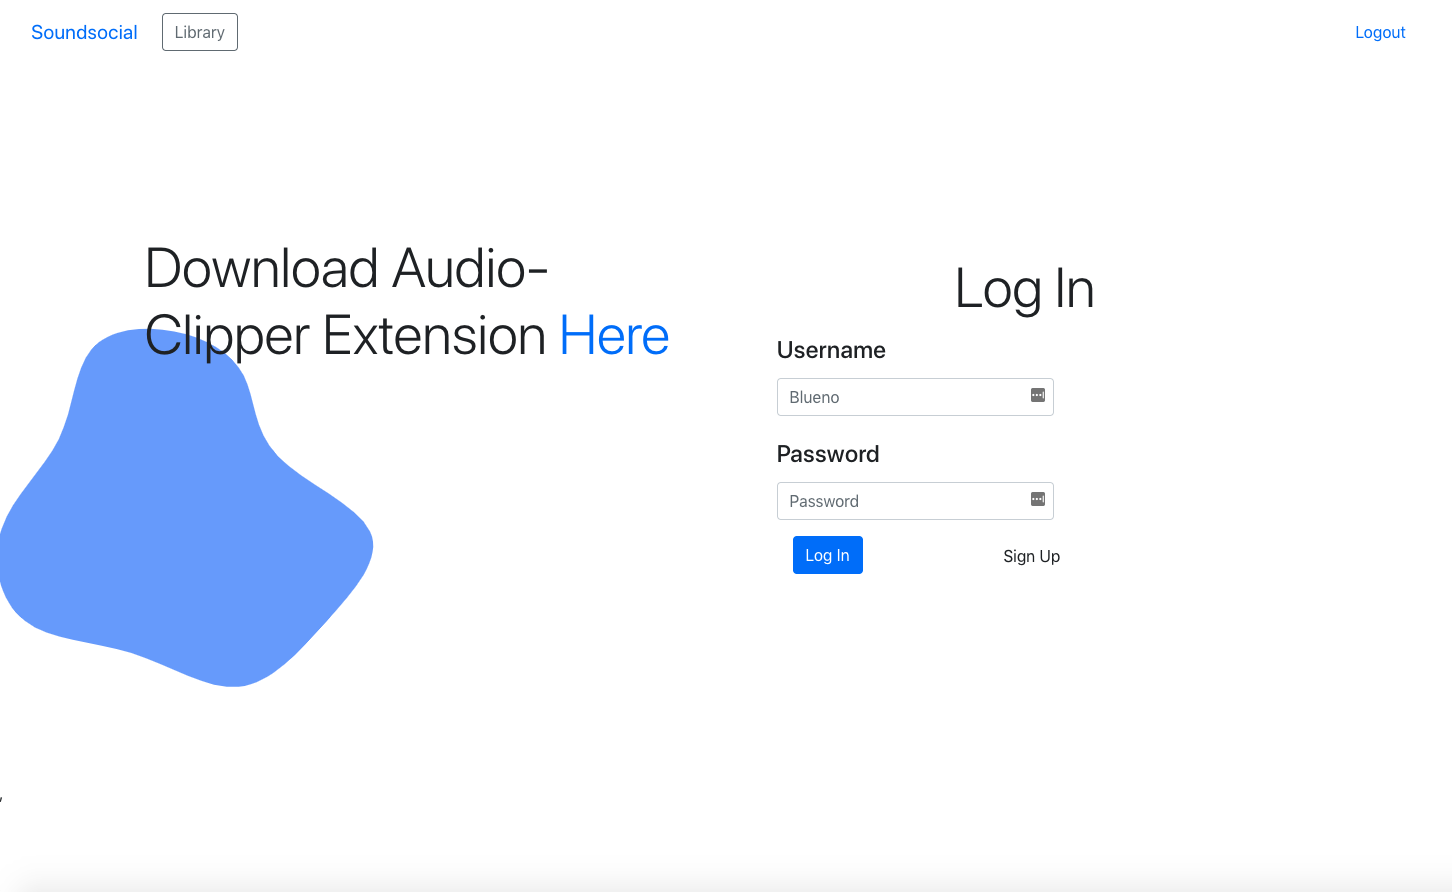 Soundsocial Library Logout
Download Audio-
Clipper Extension Here
Log In
Username
Blueno
Password
Password
Log In Sign Up
,